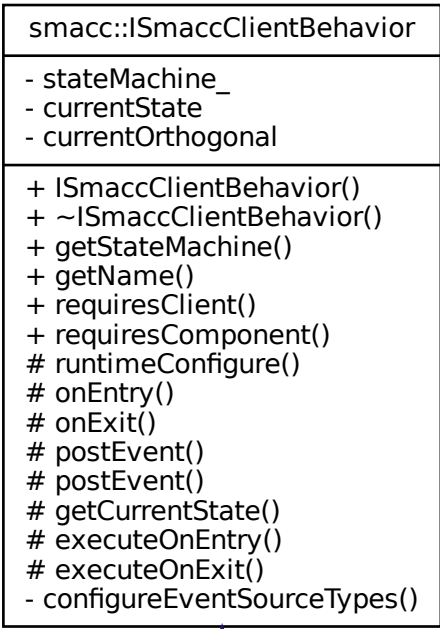 smacc::ISmaccClientBehavior
- stateMachine_
- currentState
- currentOrthogonal
+ ISmaccClientBehavior()
+ ~ISmaccClientBehavior()
+ getStateMachine()
+ getName()
+ requiresClient()
+ requiresComponent()
# runtimeConfigure()
# onEntry()
# onExit()
# postEvent()
# postEvent()
# getCurrentState()
# executeOnEntry()
# executeOnExit()
- configureEventSourceTypes()